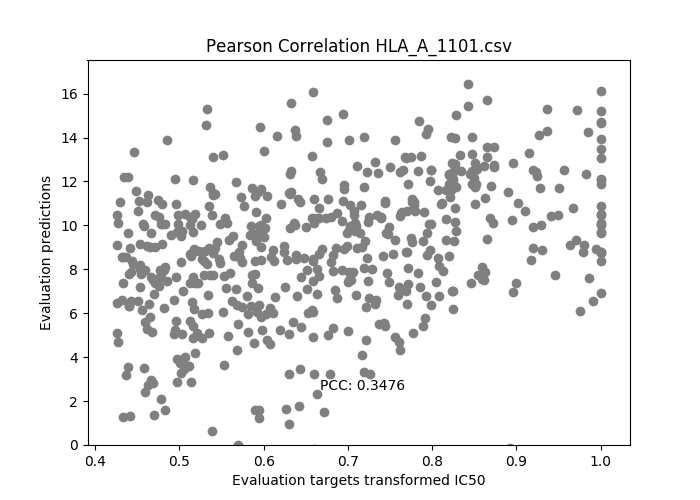 Pearson Correlation HLA_A_1101.csv
16
14
12
10
8
6
4
2
0
Evaluation predictions
PCC: 0.3476
0.4 0.5 0.6 0.7 0.8 0.9 1.0
Evaluation targets transformed IC50